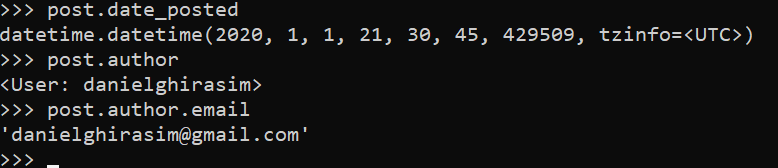 >>> post.date_posted
datetime.datetime(2020, 1, 1, 21, 30, 45, 429509, tzinfo=<UTC>)
>>> post.author
<User: danielghirasim>
>>> post.author.email
'danielghirasim@gmail.com'
>>> _